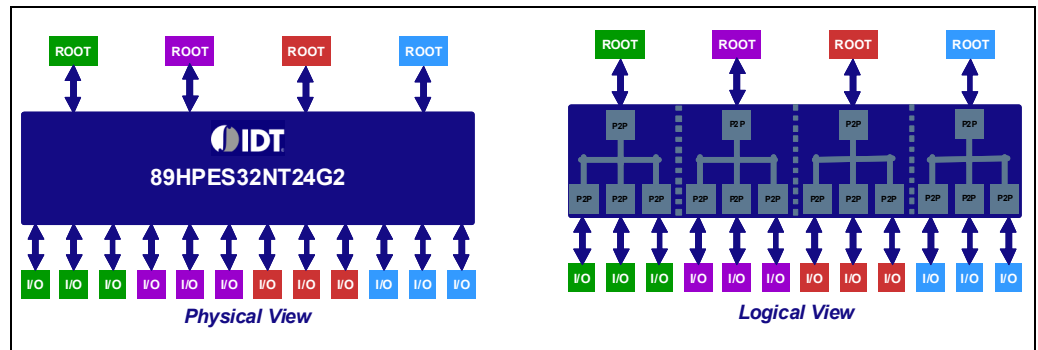 ROOT ROOT ROOT ROOT
IDT
89HPES32NT24G2
I/O I/O I/O I/O I/O I/O I/O I/O I/O I/O I/O I/O
Physical View
ROOT ROOT ROOT ROOT
P2P P2P P2P P2P
P2P P2P P2P P2P P2P P2P P2P P2P P2P P2P P2P P2P
I/O I/O I/O I/O I/O I/O I/O I/O I/O I/O I/O I/O
Logical View